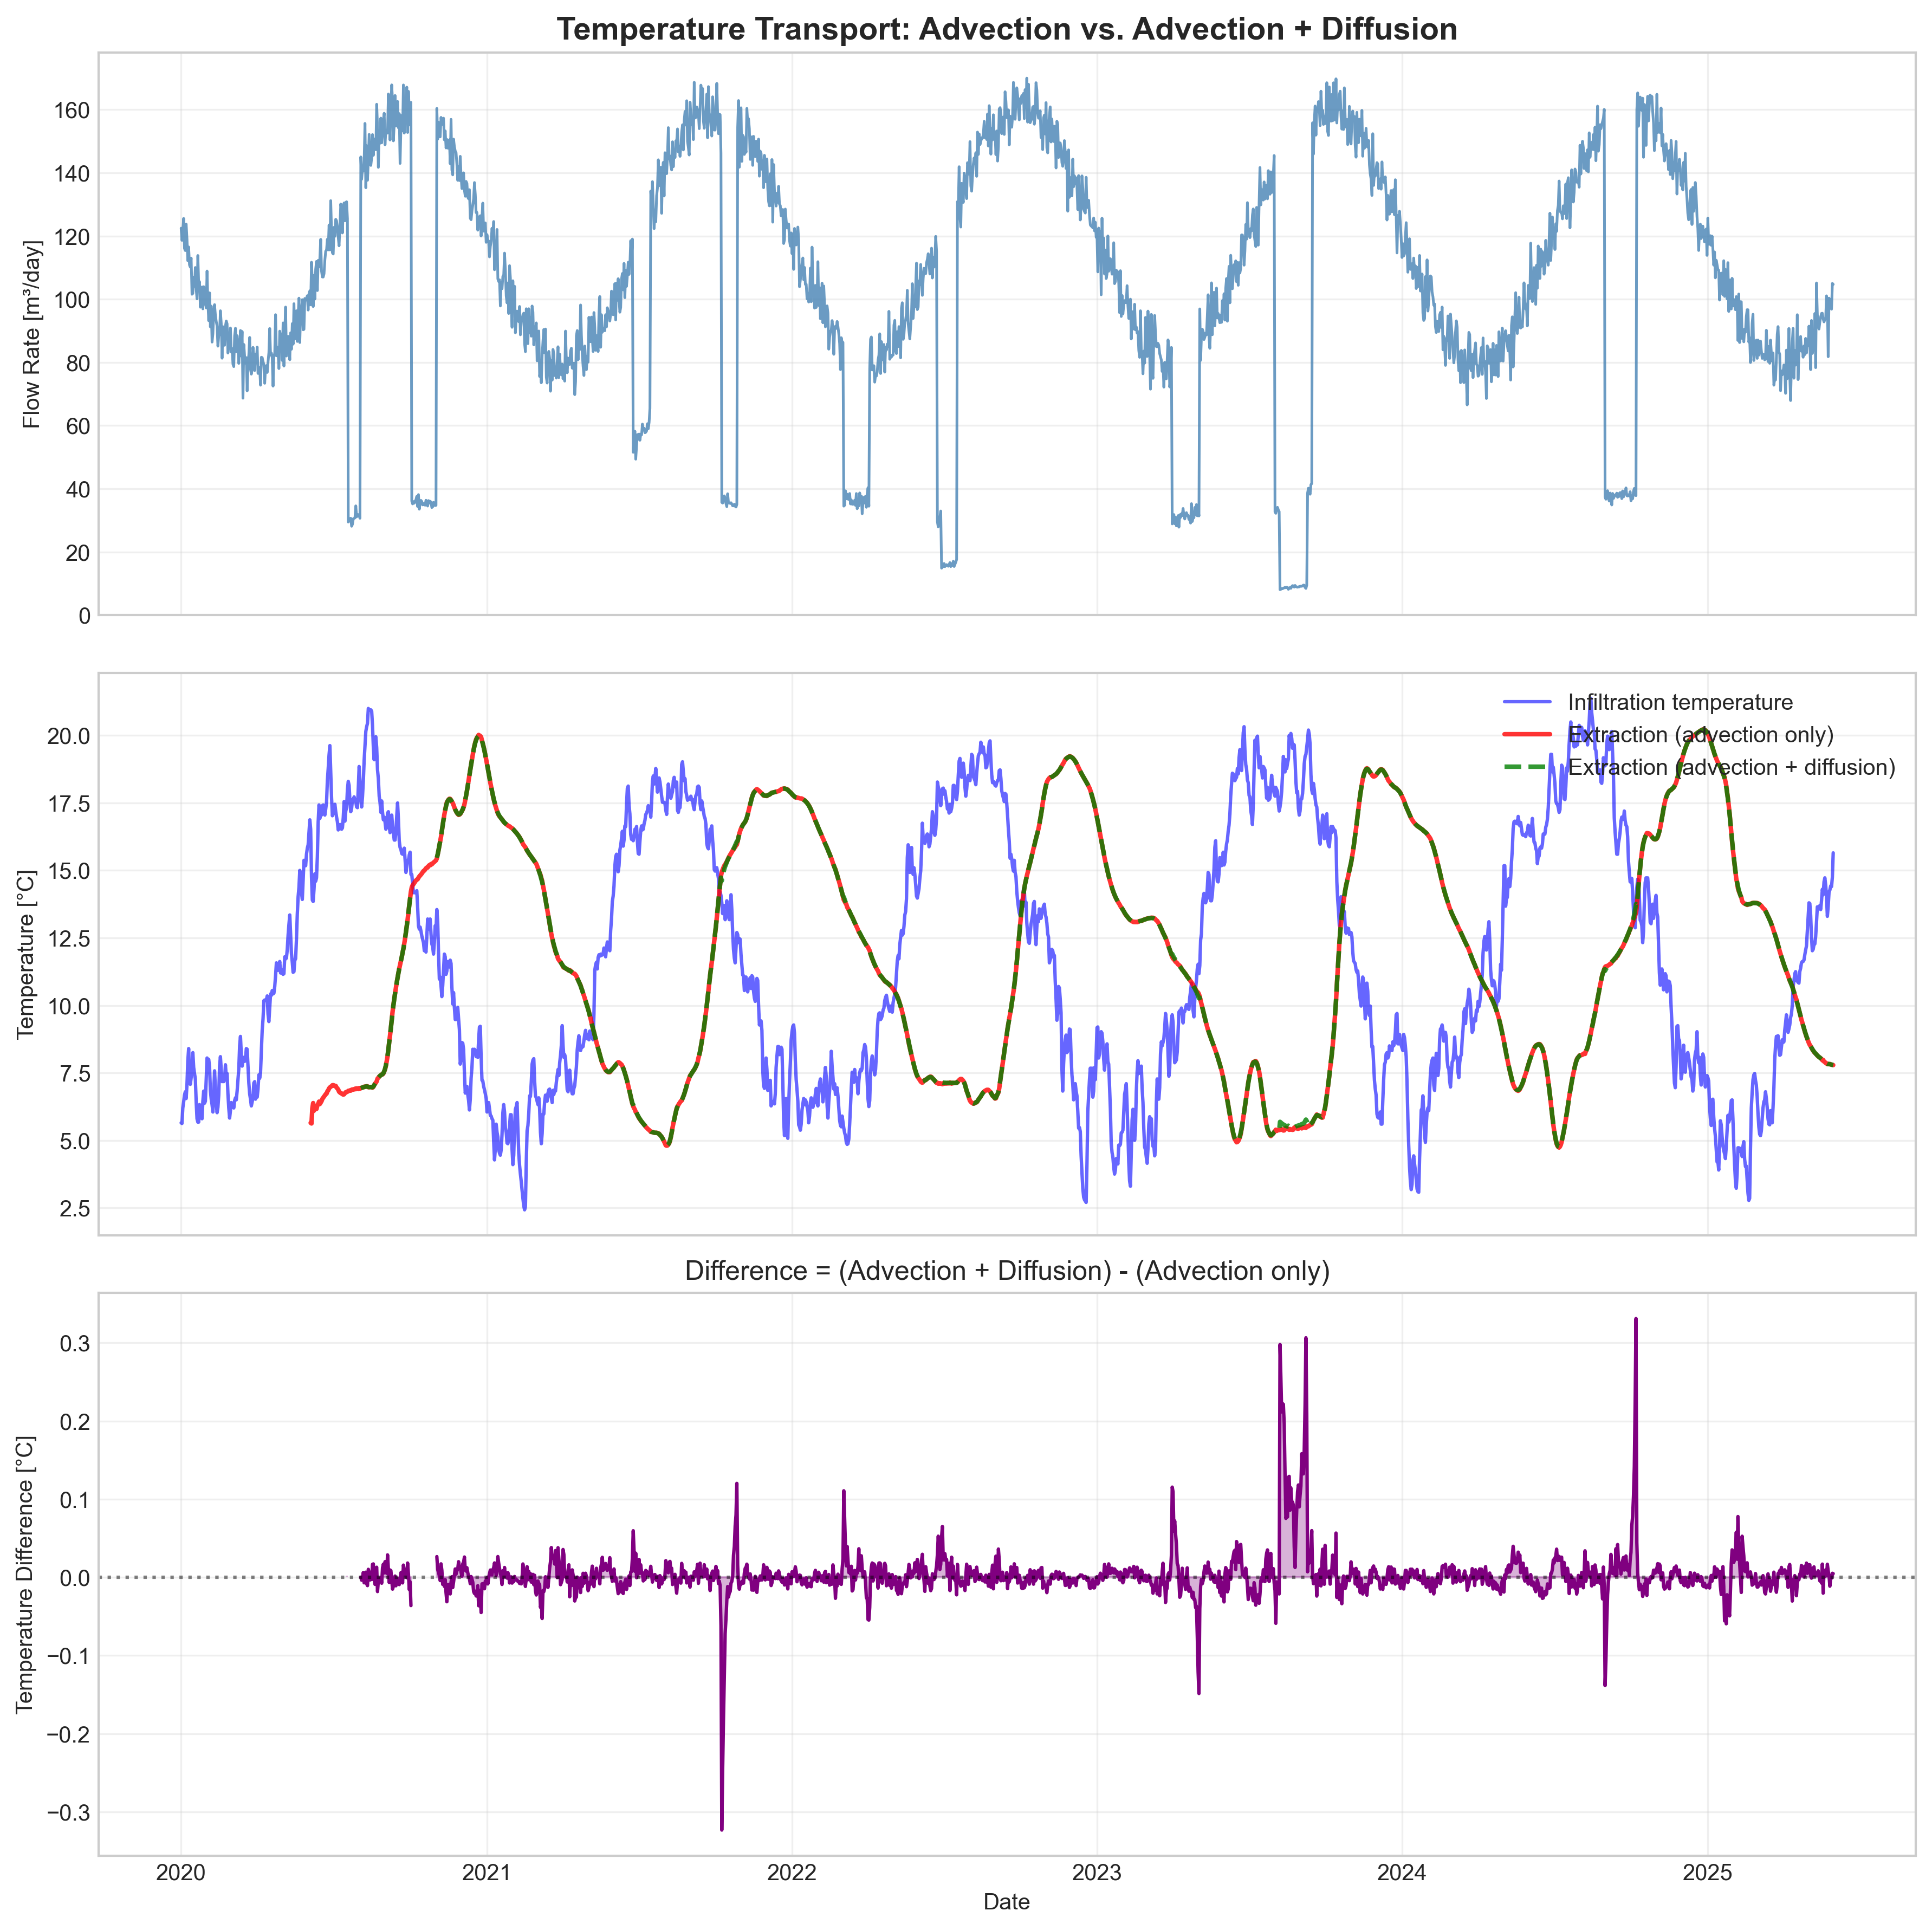 Temperature Transport: Advection vs. Advection + Diffusion
Flow Rate [m³/day]
160
140
120
100
80
60
40
20
0
Temperature [°C]
20.0
17.5
15.0
12.5
10.0
7.5
5.0
2.5
Infiltration temperature
Extraction (advection only)
Extraction (advection + diffusion)
Difference = (Advection + Diffusion) - (Advection only)
Temperature Difference [°C]
0.3
0.2
0.1
0.0
−0.1
−0.2
−0.3
2020 2021 2022 2023 2024 2025
Date